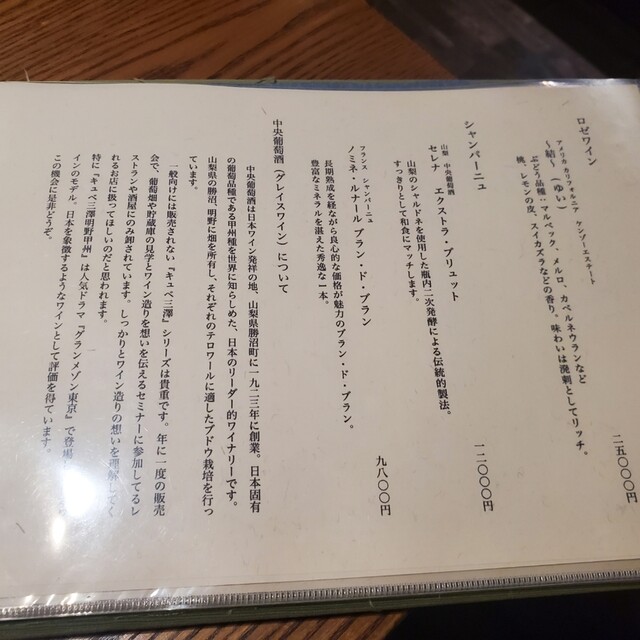 ロゼワイン
アメリカカリフォルニア ケンゾーエステート
～結～（ゆい） 二五〇〇〇円
ぶどう品種：マルベック、メルロ、カベルネウランなど
桃、レモンの皮、スイカズラなどの香り、味わいは溌剌としてリッチ。
シャンパーニュ
山梨 中央葡萄酒
セレナ エクストラ・ブリュット 一二〇〇〇円
山梨のシャルドネを使用した瓶内二次発酵による伝統的製法。
すっきりとして和食にマッチします。
フランス シャンパーニュ
ノミネ・ルナール ブラン・ド・ブラン 九八〇〇円
長期熟成を経ながら良心的な価格が魅力のブラン・ド・ブラン。
豊富なミネラルを湛えた秀逸な一本。
中央葡萄酒（グレイスワイン）について
中央葡萄酒は日本ワイン発祥の地、山梨県勝沼町に一九二三年に創業。日本固有
の葡萄品種である甲州種を世界に知らしめた、日本のリーダー的ワイナリーです。
山梨県の勝沼、明野に畑を所有し、それぞれのテロワールに適したブドウ栽培を行っ
ています。
一般向けには販売されない『キュベ三澤』シリーズは貴重です。年に一度の販売
会で、葡萄畑や貯蔵庫の見学とワイン造りを想いを伝えるセミナーに参加してるレ
ストランや酒屋にのみ卸されています。しっかりとワイン造りの想いを理解してく
れるお店に扱ってほしいのだと思われます。
特に『キュベ三澤明野甲州』は人気ドラマ『グランメゾン東京』で登場
インのモデル。日本を象徴するようなワインとして評価を得ています。
この機会に是非どうぞ。